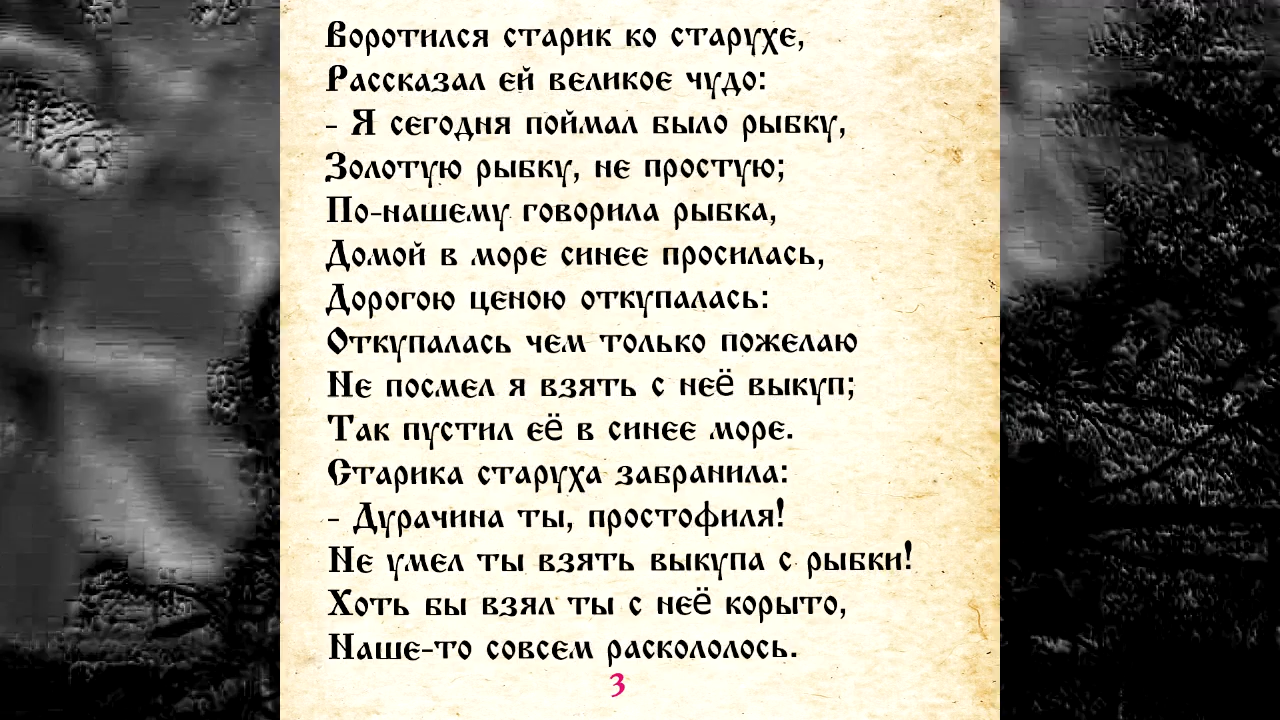 Воротился старик ко старухе,
Рассказал ей великое чудо:
- Я сегодня поймал было рыбку,
Золотую рыбку, не простую;
По-нашему говорила рыбка,
Домой в море синее просилась,
Дорогою ценою откупалась:
Откупалась чем только пожелаю
Не посмел я взять с неё выкуп;
Так пустил её в синее море.
Старика старуха забранила:
- Дурачина ты, простофиля!
Не умел ты взять выкупа с рыбки!
Хоть бы взял ты с неё корыто,
Наше-то совсем раскололось.
3